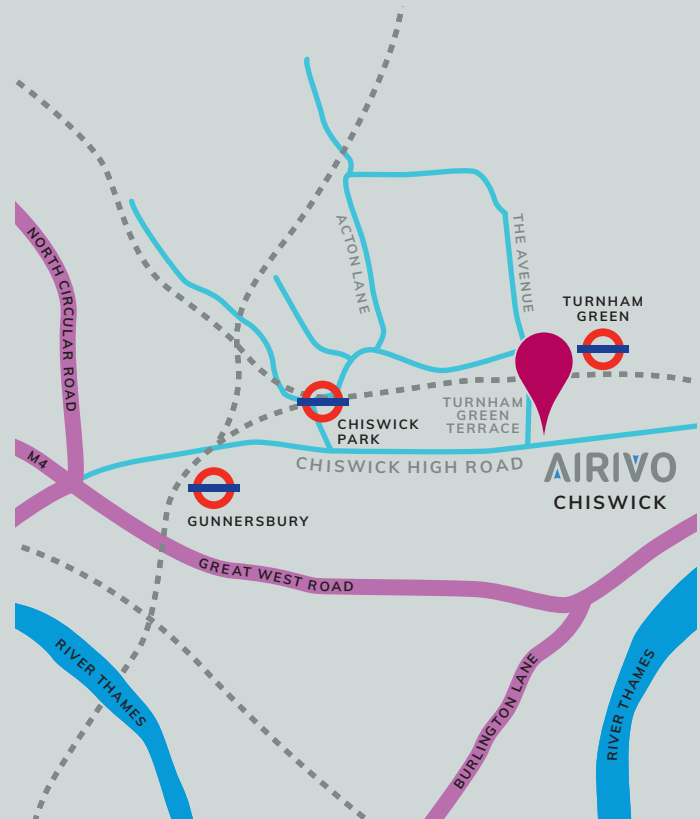 ACTON LANE
THE AVENUE
NORTH CIRCULAR ROAD
TURNHAM
GREEN
TURNHAM
GREEN
TERRACE
CHISWICK
PARK
M4
CHISWICK HIGH ROAD
AIRIVO
CHISWICK
GUNNERSBURY
GREAT WEST ROAD
RIVER THAMES
BURLINGTON LANE
RIVER THAMES